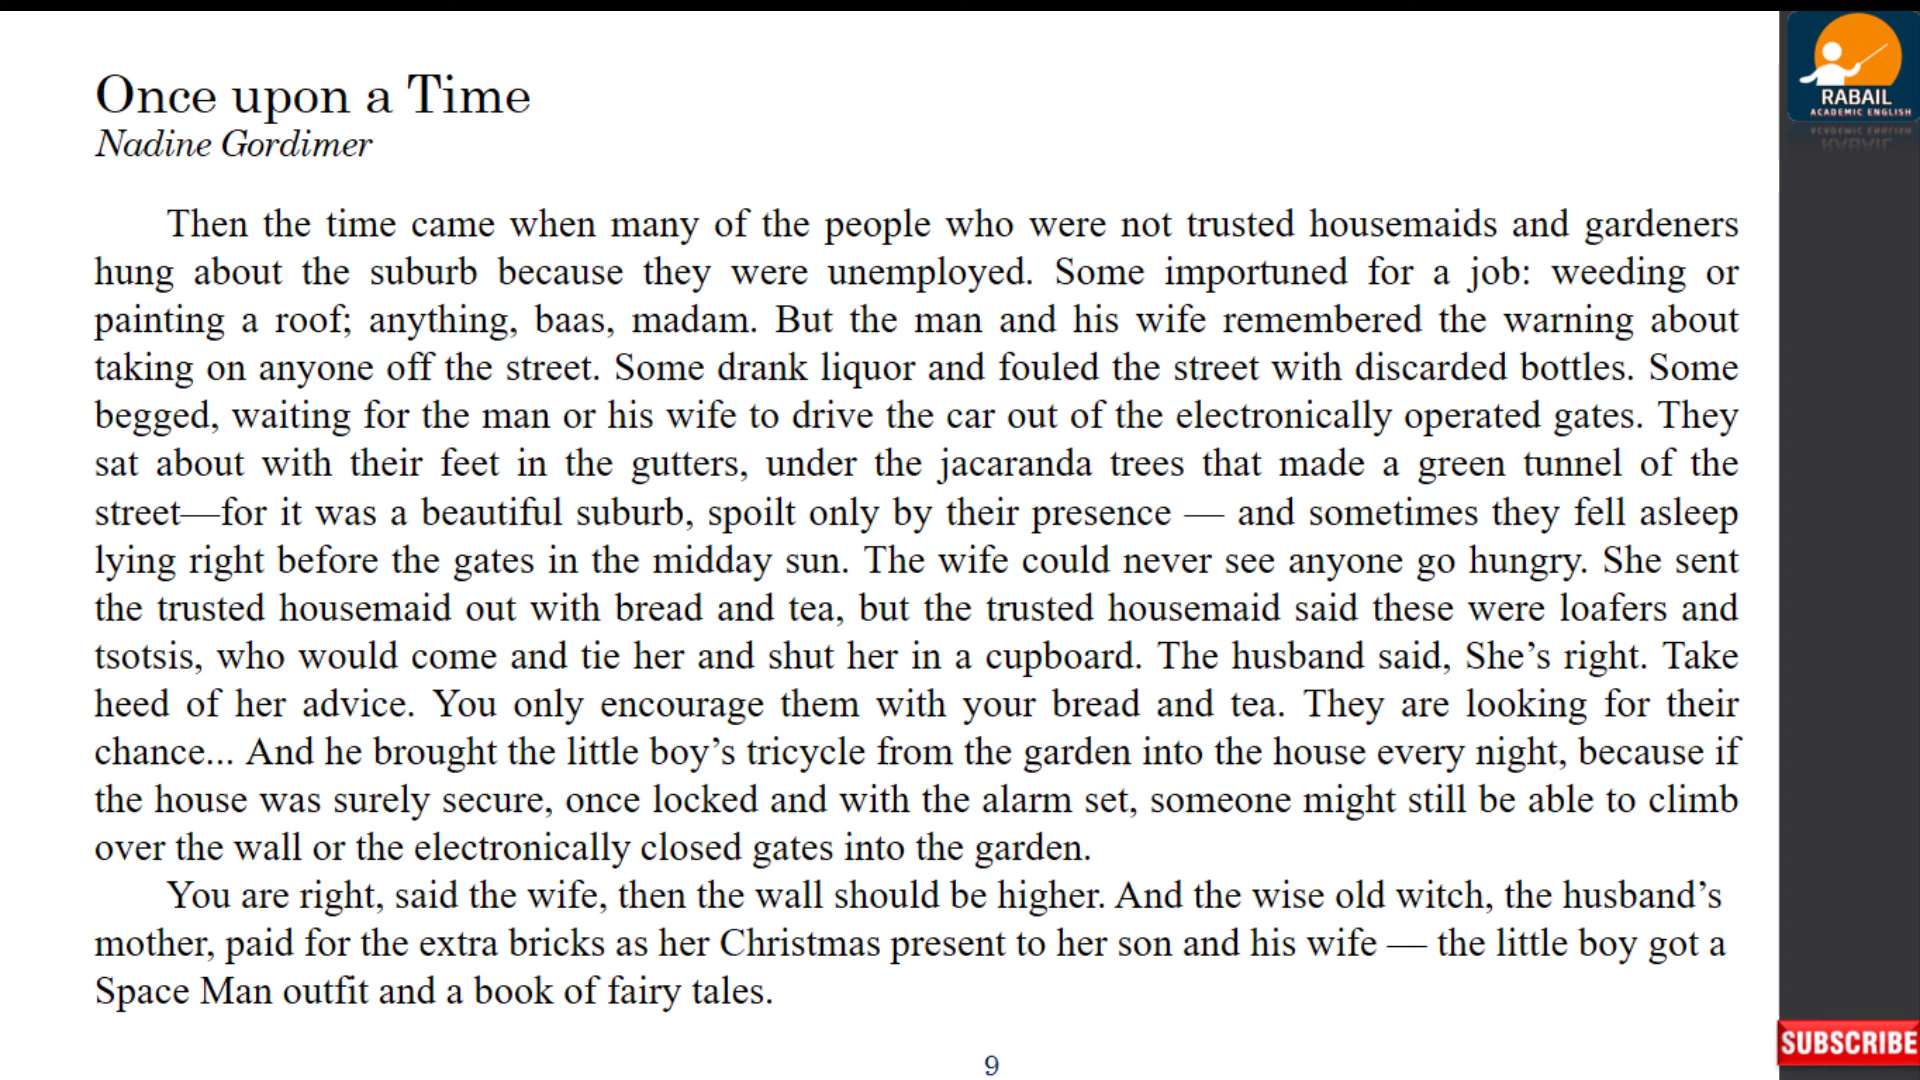 Once upon a Time
Nadine Gordimer
Then the time came when many of the people who were not trusted housemaids and gardeners
hung about the suburb because they were unemployed. Some importuned for a job: weeding or
painting a roof; anything, baas, madam. But the man and his wife remembered the warning about
taking on anyone off the street. Some drank liquor and fouled the street with discarded bottles. Some
begged, waiting for the man or his wife to drive the car out of the electronically operated gates. They
sat about with their feet in the gutters, under the jacaranda trees that made a green tunnel of the
street—for it was a beautiful suburb, spoilt only by their presence — and sometimes they fell asleep
lying right before the gates in the midday sun. The wife could never see anyone go hungry. She sent
the trusted housemaid out with bread and tea, but the trusted housemaid said these were loafers and
tsotsis, who would come and tie her and shut her in a cupboard. The husband said, She’s right. Take
heed of her advice. You only encourage them with your bread and tea. They are looking for their
chance... And he brought the little boy’s tricycle from the garden into the house every night, because if
the house was surely secure, once locked and with the alarm set, someone might still be able to climb
over the wall or the electronically closed gates into the garden.
You are right, said the wife, then the wall should be higher. And the wise old witch, the husband’s
mother, paid for the extra bricks as her Christmas present to her son and his wife — the little boy got a
Space Man outfit and a book of fairy tales.
9
RABAIL
ACADEMIC ENGLISH
SUBSCRIBE